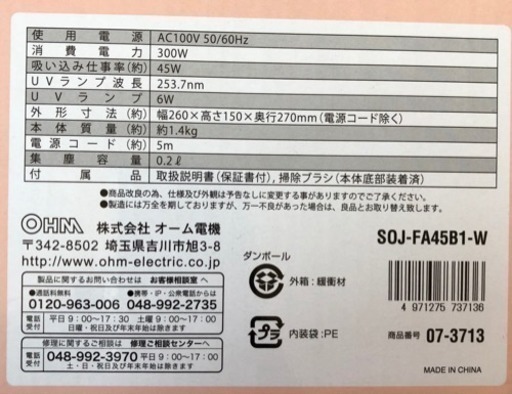 使用電源 AC100V 50/60Hz
消費電力 300W
吸い込み仕事率(約) 45W
UVランプ波長 253.7nm
UVランプ 6W
外形寸法(約) 幅260×高さ150×奥行270mm(電源コード除く)
本体質量(約) 約1.4kg
電源コード(約) 5m
集塵容量 0.2ℓ
付属品 取扱説明書(保証書付), 掃除ブラシ(本体底部装着済)
●商品改良の為、仕様及び外観は予告なしに変更する事がございますのであらかじめご了承ください。
●製造には万全を期しておりますが、万一不良があった場合は、良品とお取り替え致します。
OHM 株式会社 オーム電機
〒342-8502 埼玉県吉川市旭3-8
http://www.ohm-electric.co.jp
製品に関するお問い合わせは お客様相談室へ
●通話無料 ●携帯・IP・公衆電話からは
0120-963-006 048-992-2735
電話受付 平日 9:00~17:30 土曜 9:00~17:00
日曜・祝日及び年末年始は除きます
修理に関するご相談は 修理ご相談センターへ
電話受付 048-992-3970 平日 9:00~17:00
土・日・祝日及び年末年始は除きます
ダンボール
外箱:緩衝材
プラ
内装袋:PE
SOJ-FA45B1-W
4 971275 737136
商品番号 07-3713
MADE IN CHINA